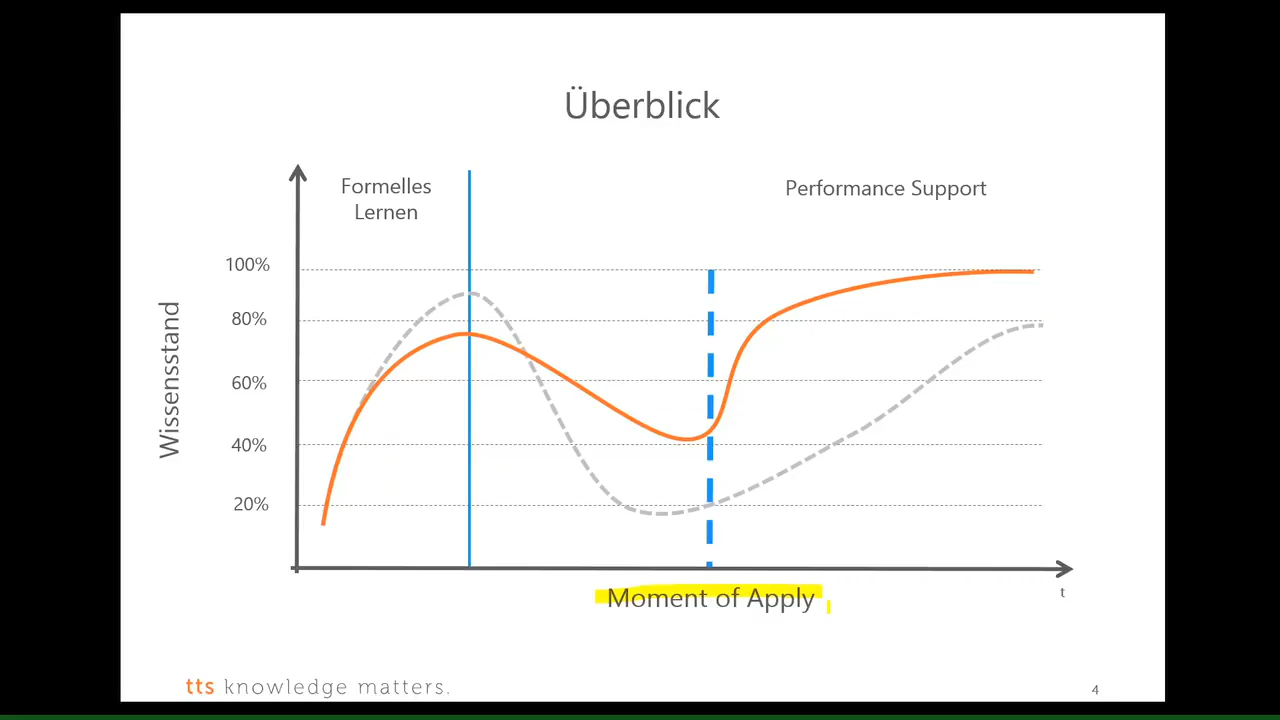 Überblick
Formelles
Lernen
Performance Support
100%
80%
60%
40%
20%
Wissensstand
Moment of Apply
t
tts knowledge matters.
4